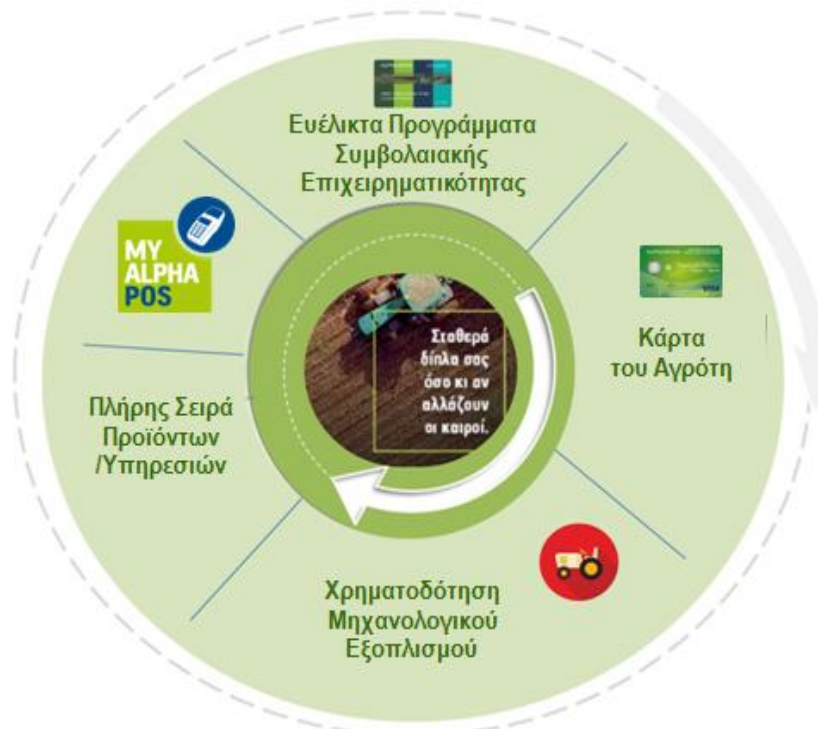 Ευέλικτα Προγράμματα
Συμβολαιακής
Επιχειρηματικότητας
Κάρτα
του Αγρότη
Χρηματοδότηση
Μηχανολογικού
Εξοπλισμού
Πλήρης Σειρά
Προϊόντων
/Υπηρεσιών
MY
ALPHA
POS
Σταθερά
δίπλα σας
όσο κι αν
αλλάζουν
οι καιροί.